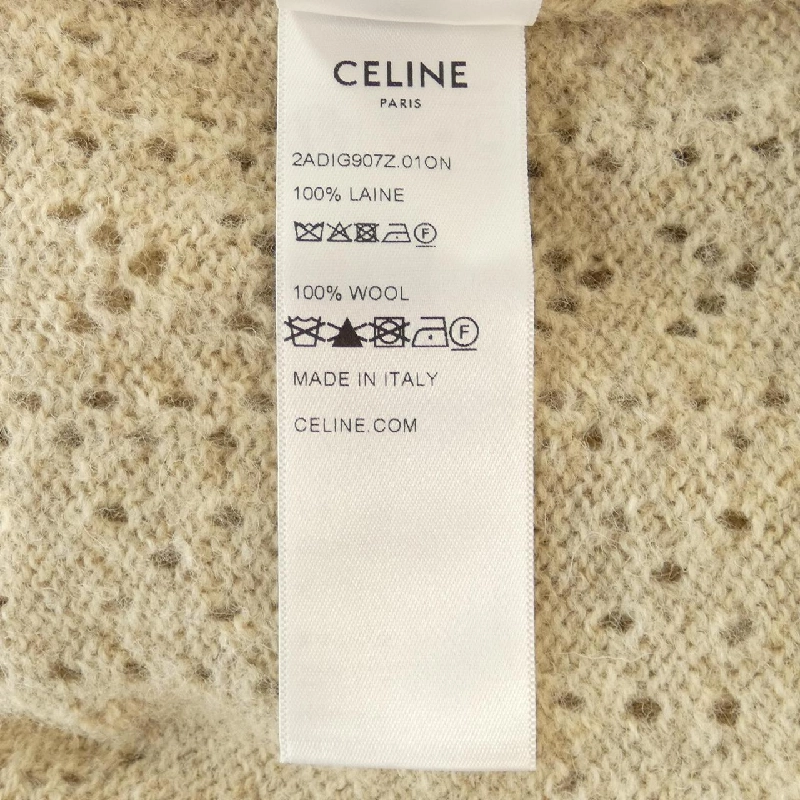 CELINE
PARIS
2ADIG907Z.01ON
100% LAINE
F
100% WOOL
F
MADE IN ITALY
CELINE.COM